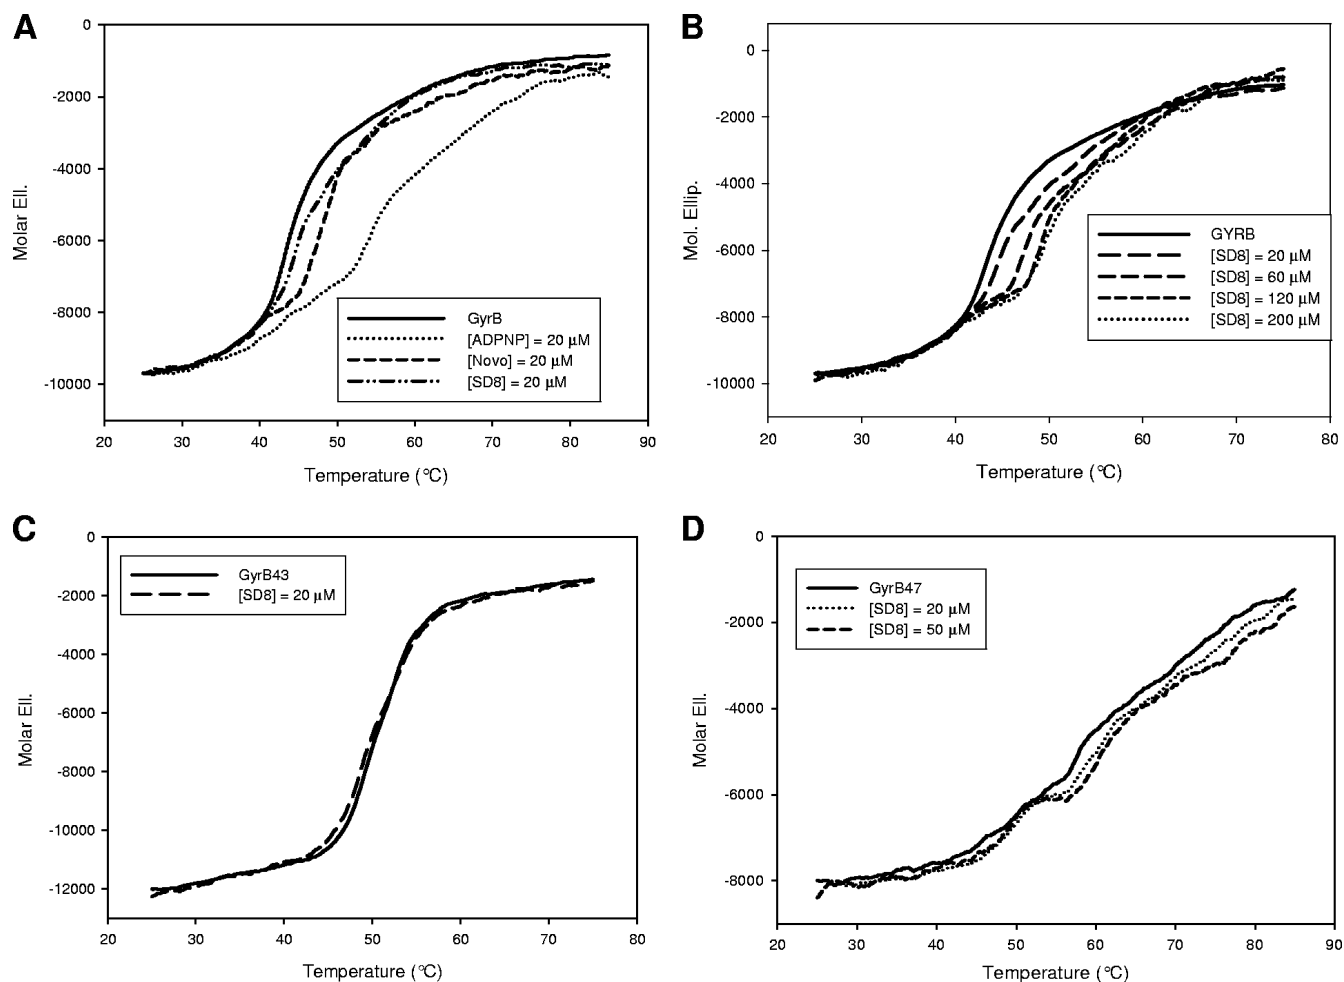 A
0
-2000
-4000
-6000
-8000
-10000
Molar Ell.
GyrB
[ADPNP] = 20 µM
[Novo] = 20 µM
[SD8] = 20 µM
20 30 40 50 60 70 80 90
Temperature (°C)
B
0
-2000
-4000
-6000
-8000
-10000
Mol. Ellip.
GYRB
[SD8] = 20 µM
[SD8] = 60 µM
[SD8] = 120 µM
[SD8] = 200 µM
20 30 40 50 60 70 80
Temperature (°C)
C
0
-2000
-4000
-6000
-8000
-10000
-12000
Molar Ell.
GyrB43
[SD8] = 20 µM
20 30 40 50 60 70 80
Temperature (°C)
D
0
-2000
-4000
-6000
-8000
Molar Ell.
GyrB47
[SD8] = 20 µM
[SD8] = 50 µM
20 30 40 50 60 70 80 90
Temperature (°C)